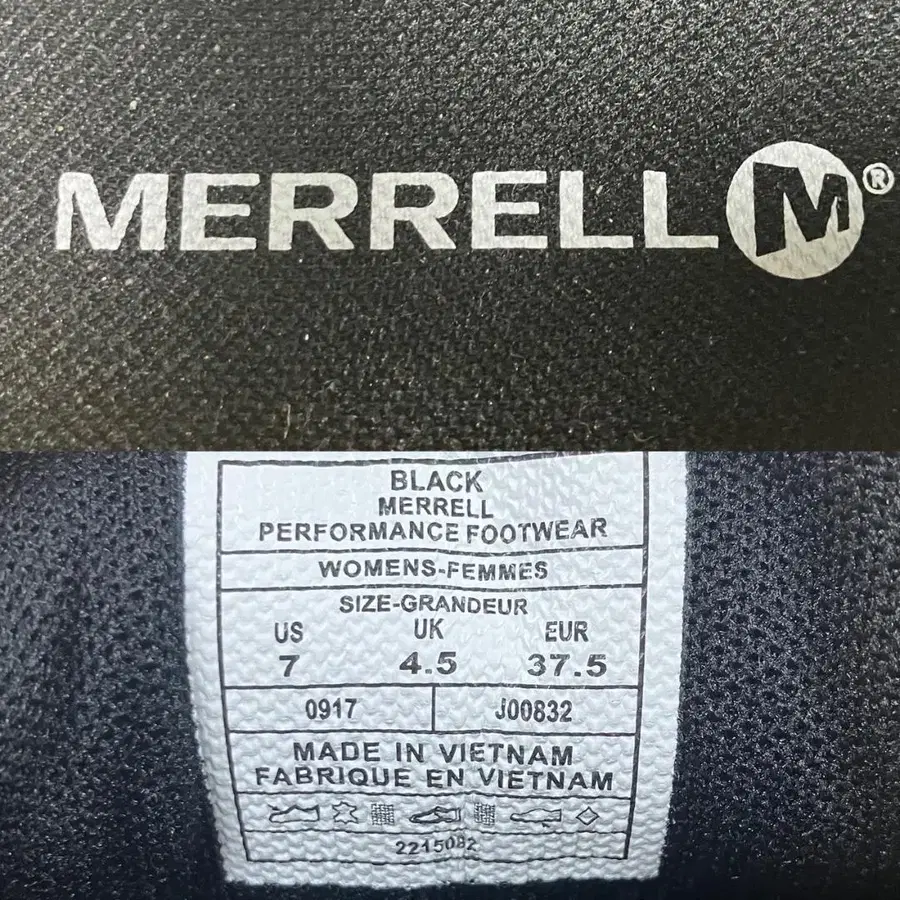 MERRELL M®
BLACK
MERRELL
PERFORMANCE FOOTWEAR
WOMENS-FEMMES
SIZE-GRANDEUR
US UK EUR
7 4.5 37.5
0917 J00832
MADE IN VIETNAM
FABRIQUE EN VIETNAM
2215082